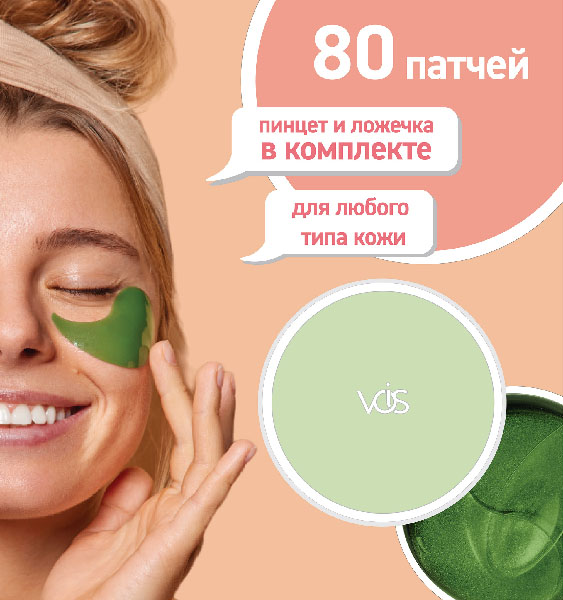 80 патчей
пинцет и ложечка
в комплекте
для любого
типа кожи
VOIS